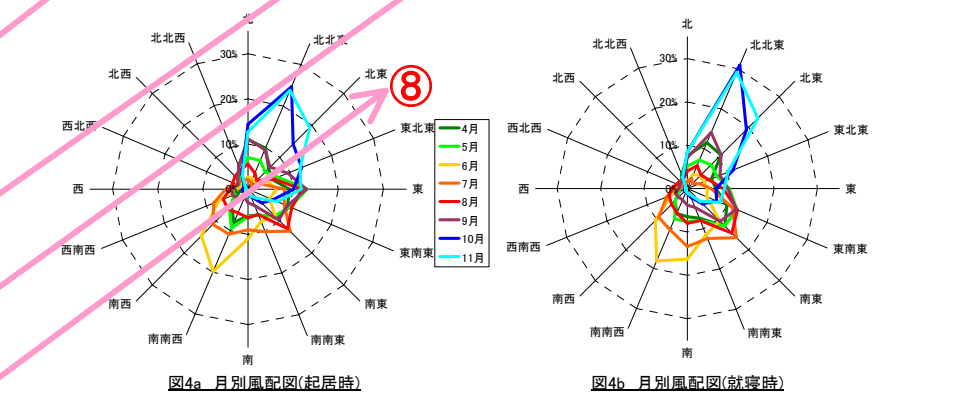 北
北北東
北東
東北東
東
東南東
南東
南南東
南
南南西
南西
西南西
西
西北西
北西
北北西
30%
20%
10%
0%
⑧
4月
5月
6月
7月
8月
9月
10月
11月
図4a 月別風配図(起居時)
北
北北東
北東
東北東
東
東南東
南東
南南東
南
南南西
南西
西南西
西
西北西
北西
北北西
30%
20%
10%
0%
図4b 月別風配図(就寝時)